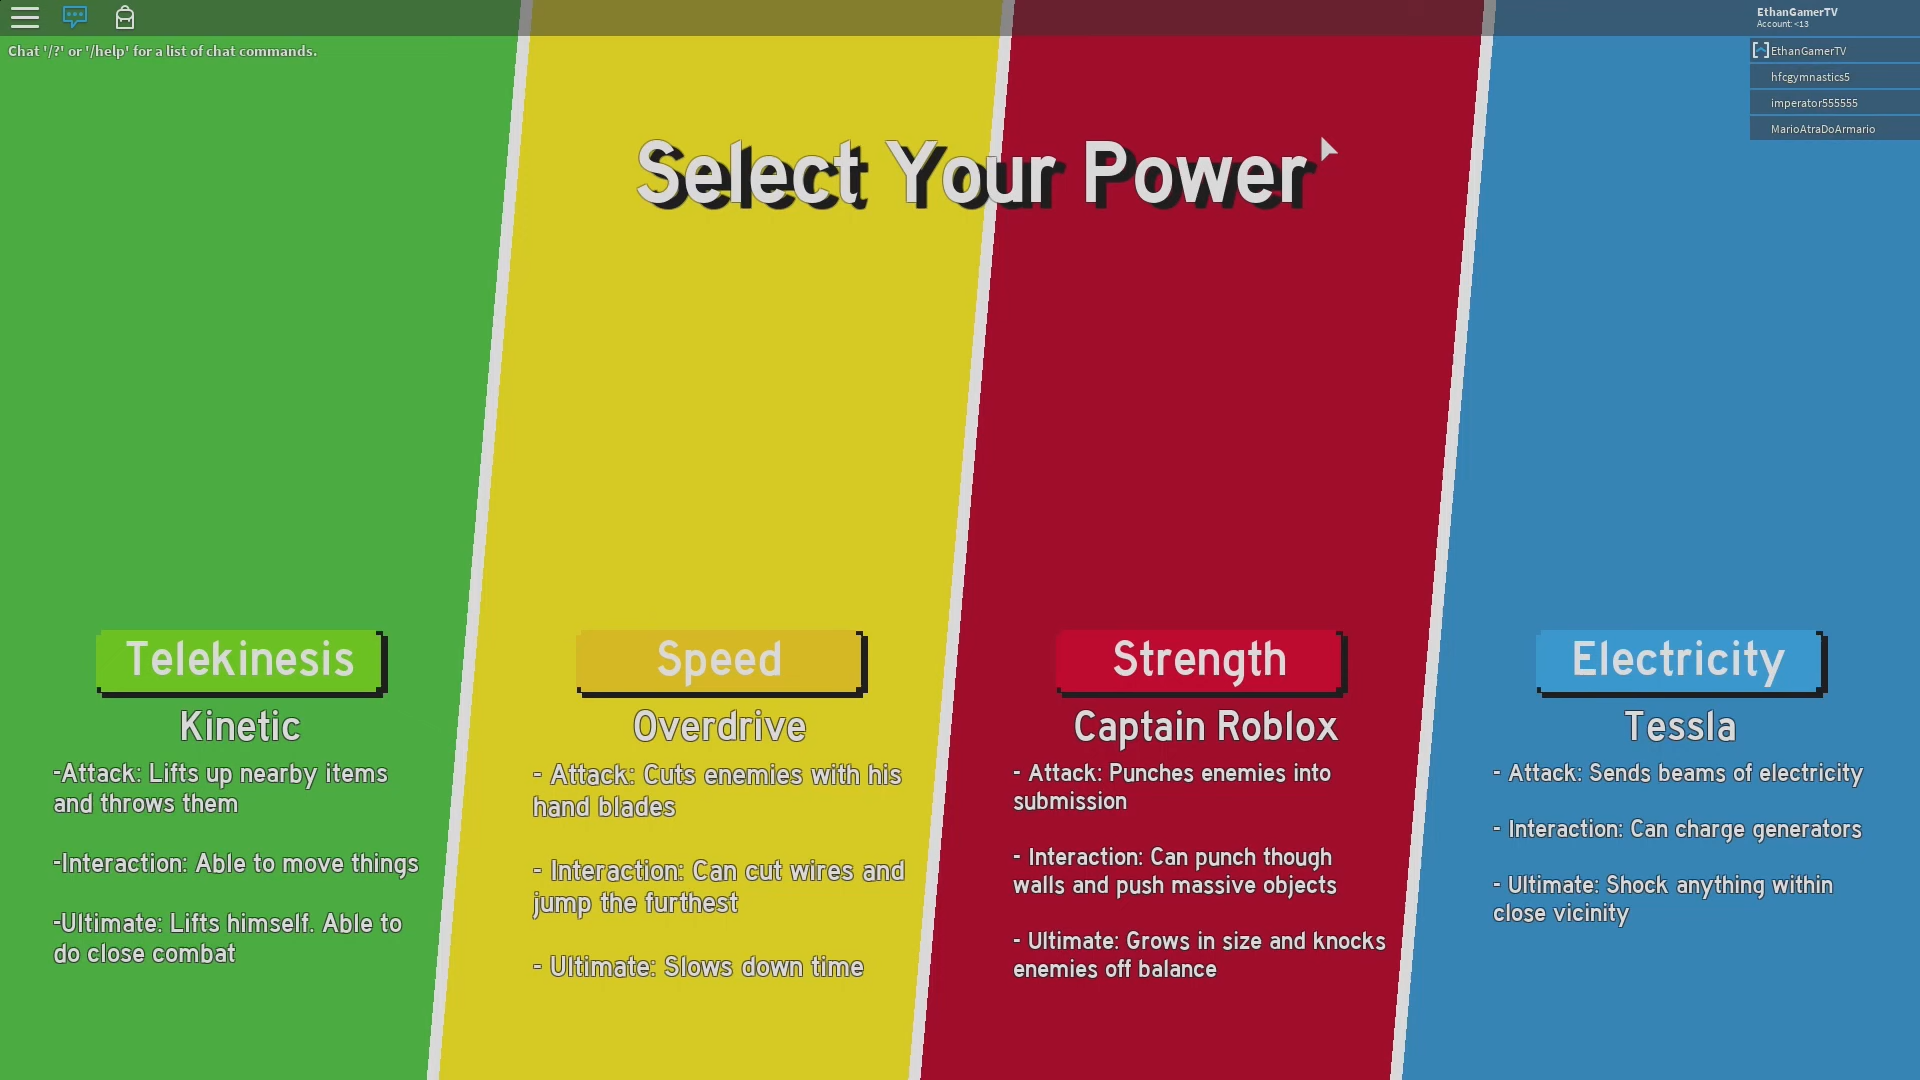 EthanGamerTV
Account: <13
Chat '/?' or '/help' for a list of chat commands.
EthanGamerTV
hfcgymnastics5
imperator555555
MarioAtraDoArmario
Select Your Power
Telekinesis
Kinetic
-Attack: Lifts up nearby items
and throws them
-Interaction: Able to move things
-Ultimate: Lifts himself. Able to
do close combat
Speed
Overdrive
- Attack: Cuts enemies with his
hand blades
- Interaction: Can cut wires and
jump the furthest
- Ultimate: Slows down time
Strength
Captain Roblox
- Attack: Punches enemies into
submission
- Interaction: Can punch though
walls and push massive objects
- Ultimate: Grows in size and knocks
enemies off balance
Electricity
Tessla
- Attack: Sends beams of electricity
- Interaction: Can charge generators
- Ultimate: Shock anything within
close vicinity